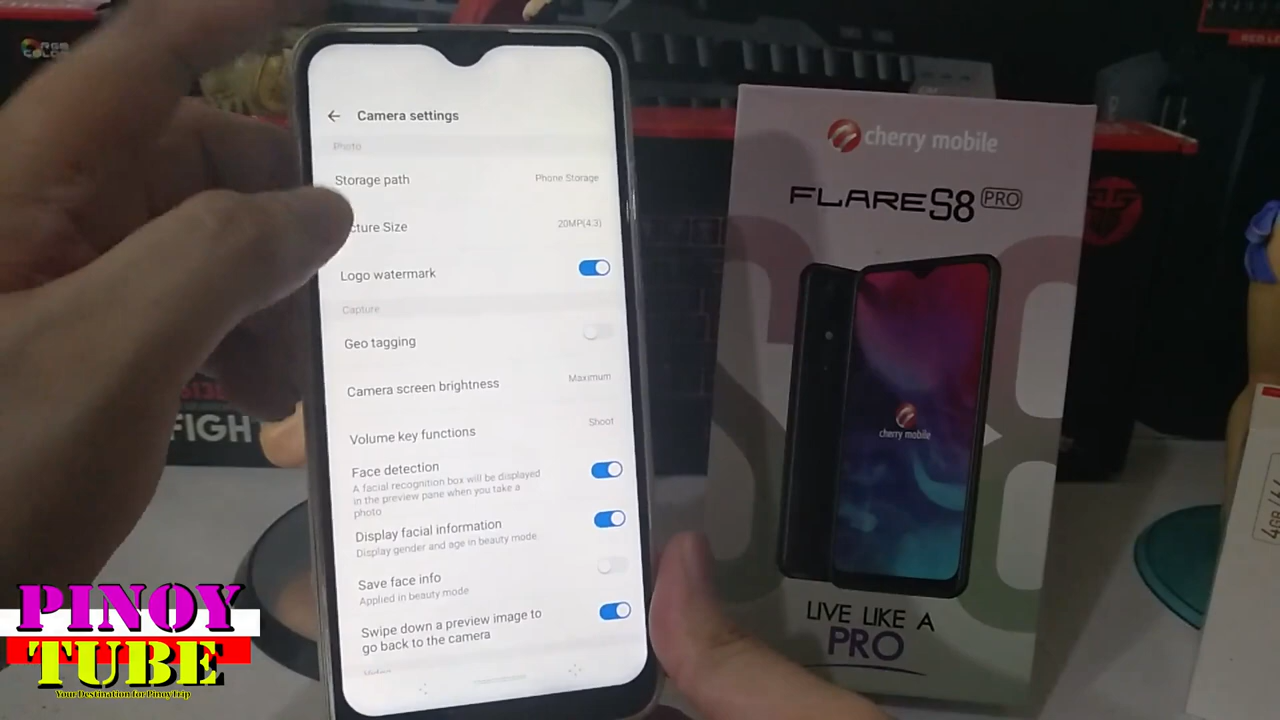 RGB
COLOR
Camera settings
Photo
Storage path
Phone Storage
cture Size
20MP(4:3)
Logo watermark
Capture
Geo tagging
Camera screen brightness
Maximum
Volume key functions
Shoot
Face detection
A facial recognition box will be displayed
in the preview pane when you take a
photo
Display facial information
Display gender and age in beauty mode
Save face info
Applied in beauty mode
Swipe down a preview image to
go back to the camera
cherry mobile
FLARE S8 PRO
cherry mobile
LIVE LIKE A
PRO
FIGH
PINOY
TUBE
Your Destination for PinoyTrip